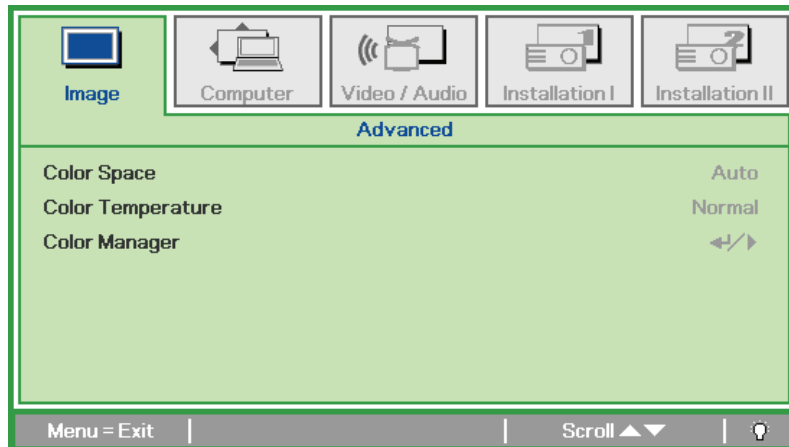 Image Computer Video / Audio Installation I Installation II
Advanced
Color Space Auto
Color Temperature Normal
Color Manager ↵/▶
Menu = Exit Scroll ▲▼